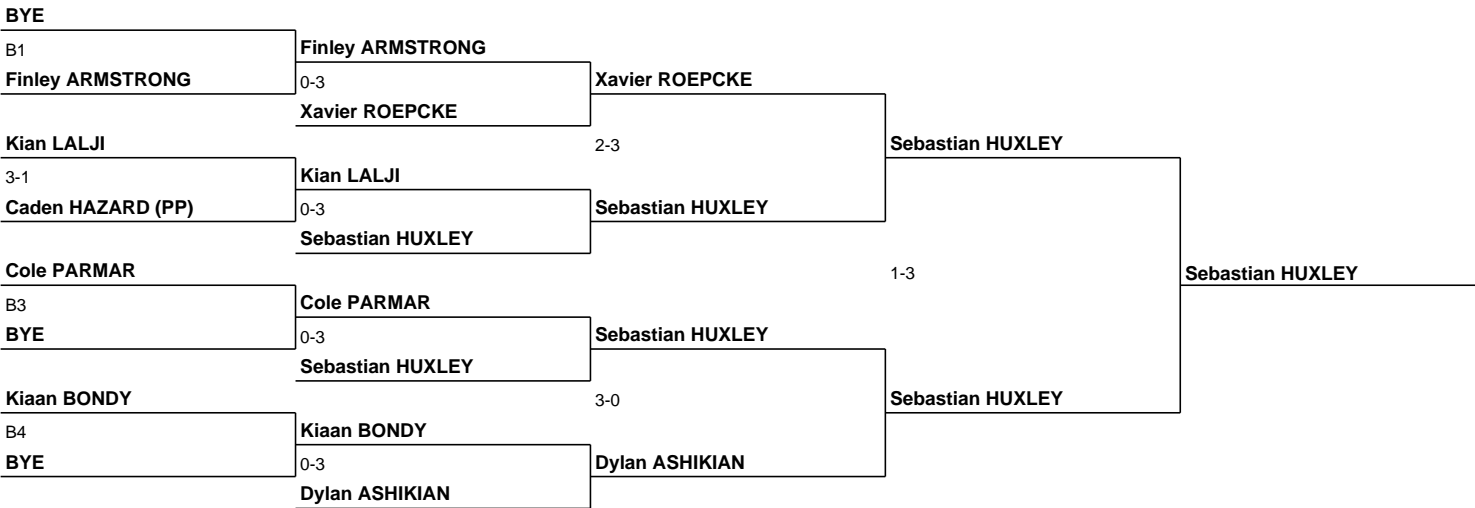 BYE
B1
Finley ARMSTRONG
Finley ARMSTRONG
0-3
Xavier ROEPCKE
Xavier ROEPCKE
Kian LALJI
2-3
Sebastian HUXLEY
3-1
Kian LALJI
Caden HAZARD (PP)
0-3
Sebastian HUXLEY
Sebastian HUXLEY
Cole PARMAR
1-3
Sebastian HUXLEY
B3
Cole PARMAR
BYE
0-3
Sebastian HUXLEY
Sebastian HUXLEY
Kiaan BONDY
3-0
Sebastian HUXLEY
B4
Kiaan BONDY
BYE
0-3
Dylan ASHIKIAN
Dylan ASHIKIAN